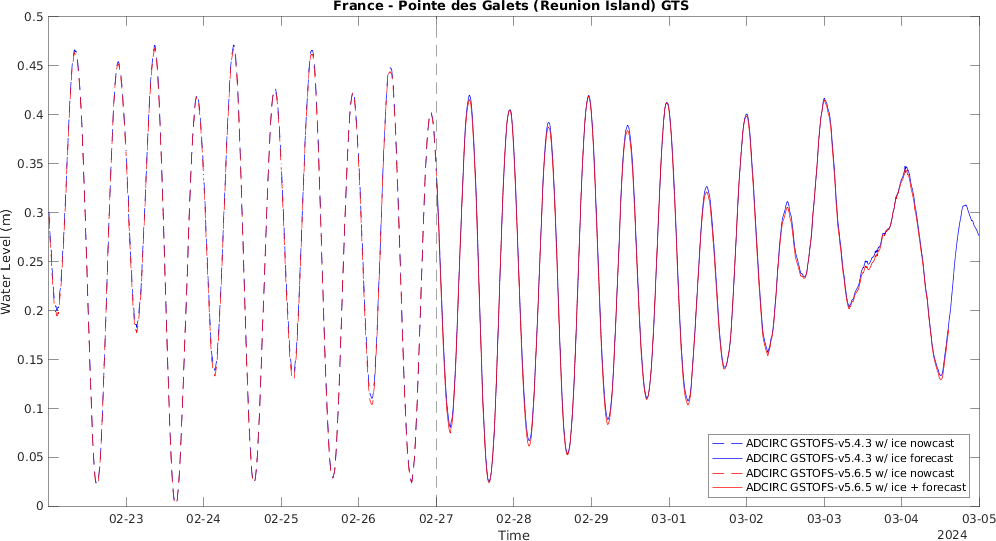 France - Pointe des Galets (Reunion Island) GTS
0.5
0.45
0.4
0.35
0.3
0.25
0.2
0.15
0.1
0.05
0
Water Level (m)
ADCIRC GSTOFS-v5.4.3 w/ ice nowcast
ADCIRC GSTOFS-v5.4.3 w/ ice forecast
ADCIRC GSTOFS-v5.6.5 w/ ice nowcast
ADCIRC GSTOFS-v5.6.5 w/ ice + forecast
02-23 02-24 02-25 02-26 02-27 02-28 02-29 03-01 03-02 03-03 03-04 03-05
Time
2024